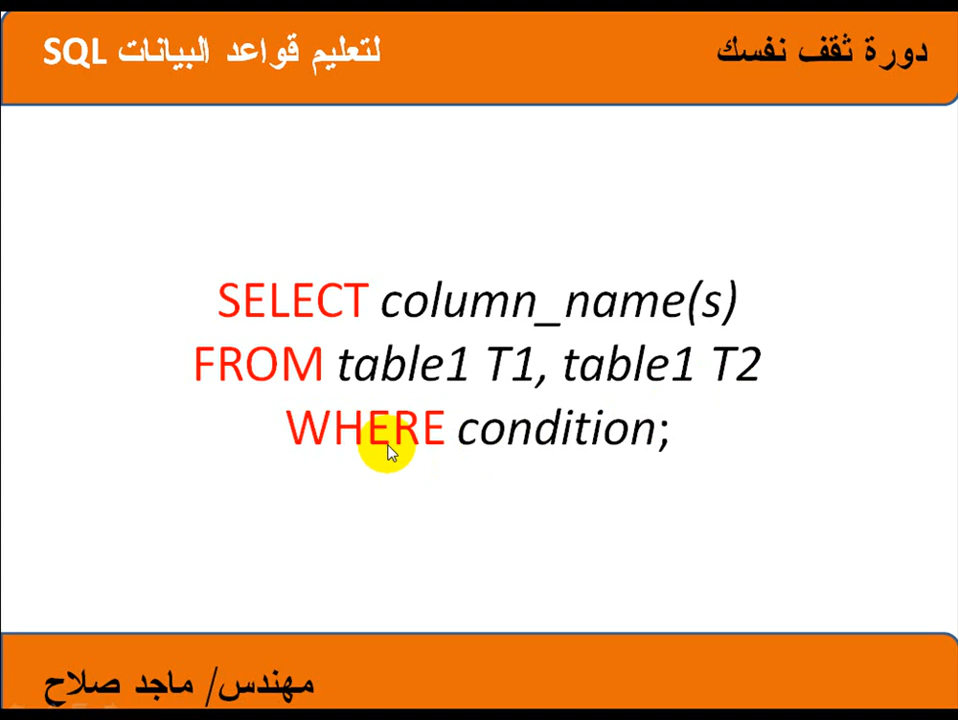 دورة ثقف نفسك
لتعليم قواعد البيانات SQL
SELECT column_name(s)
FROM table1 T1, table1 T2
WHERE condition;
مهندس/ ماجد صلاح